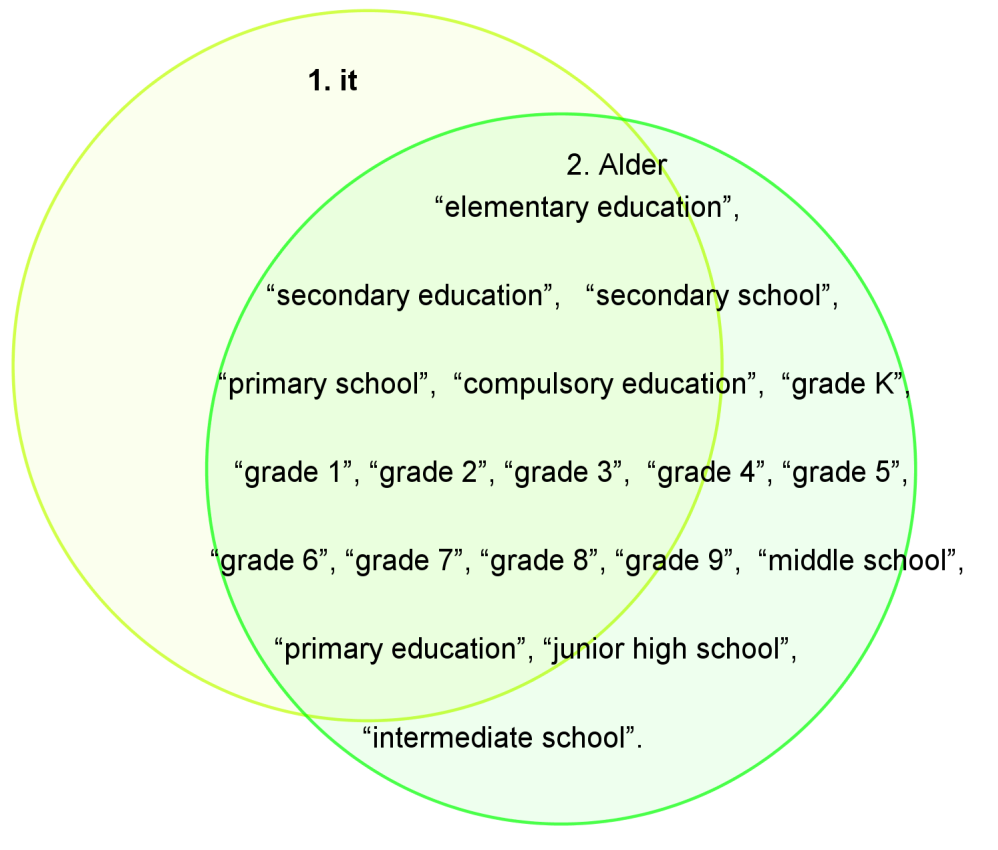 1. it
2. Alder
“elementary education”,
“secondary education”, “secondary school”,
“primary school”, “compulsory education”, “grade K”,
“grade 1”, “grade 2”, “grade 3”, “grade 4”, “grade 5”,
“grade 6”, “grade 7”, “grade 8”, “grade 9”, “middle school”,
“primary education”, “junior high school”,
“intermediate school”.